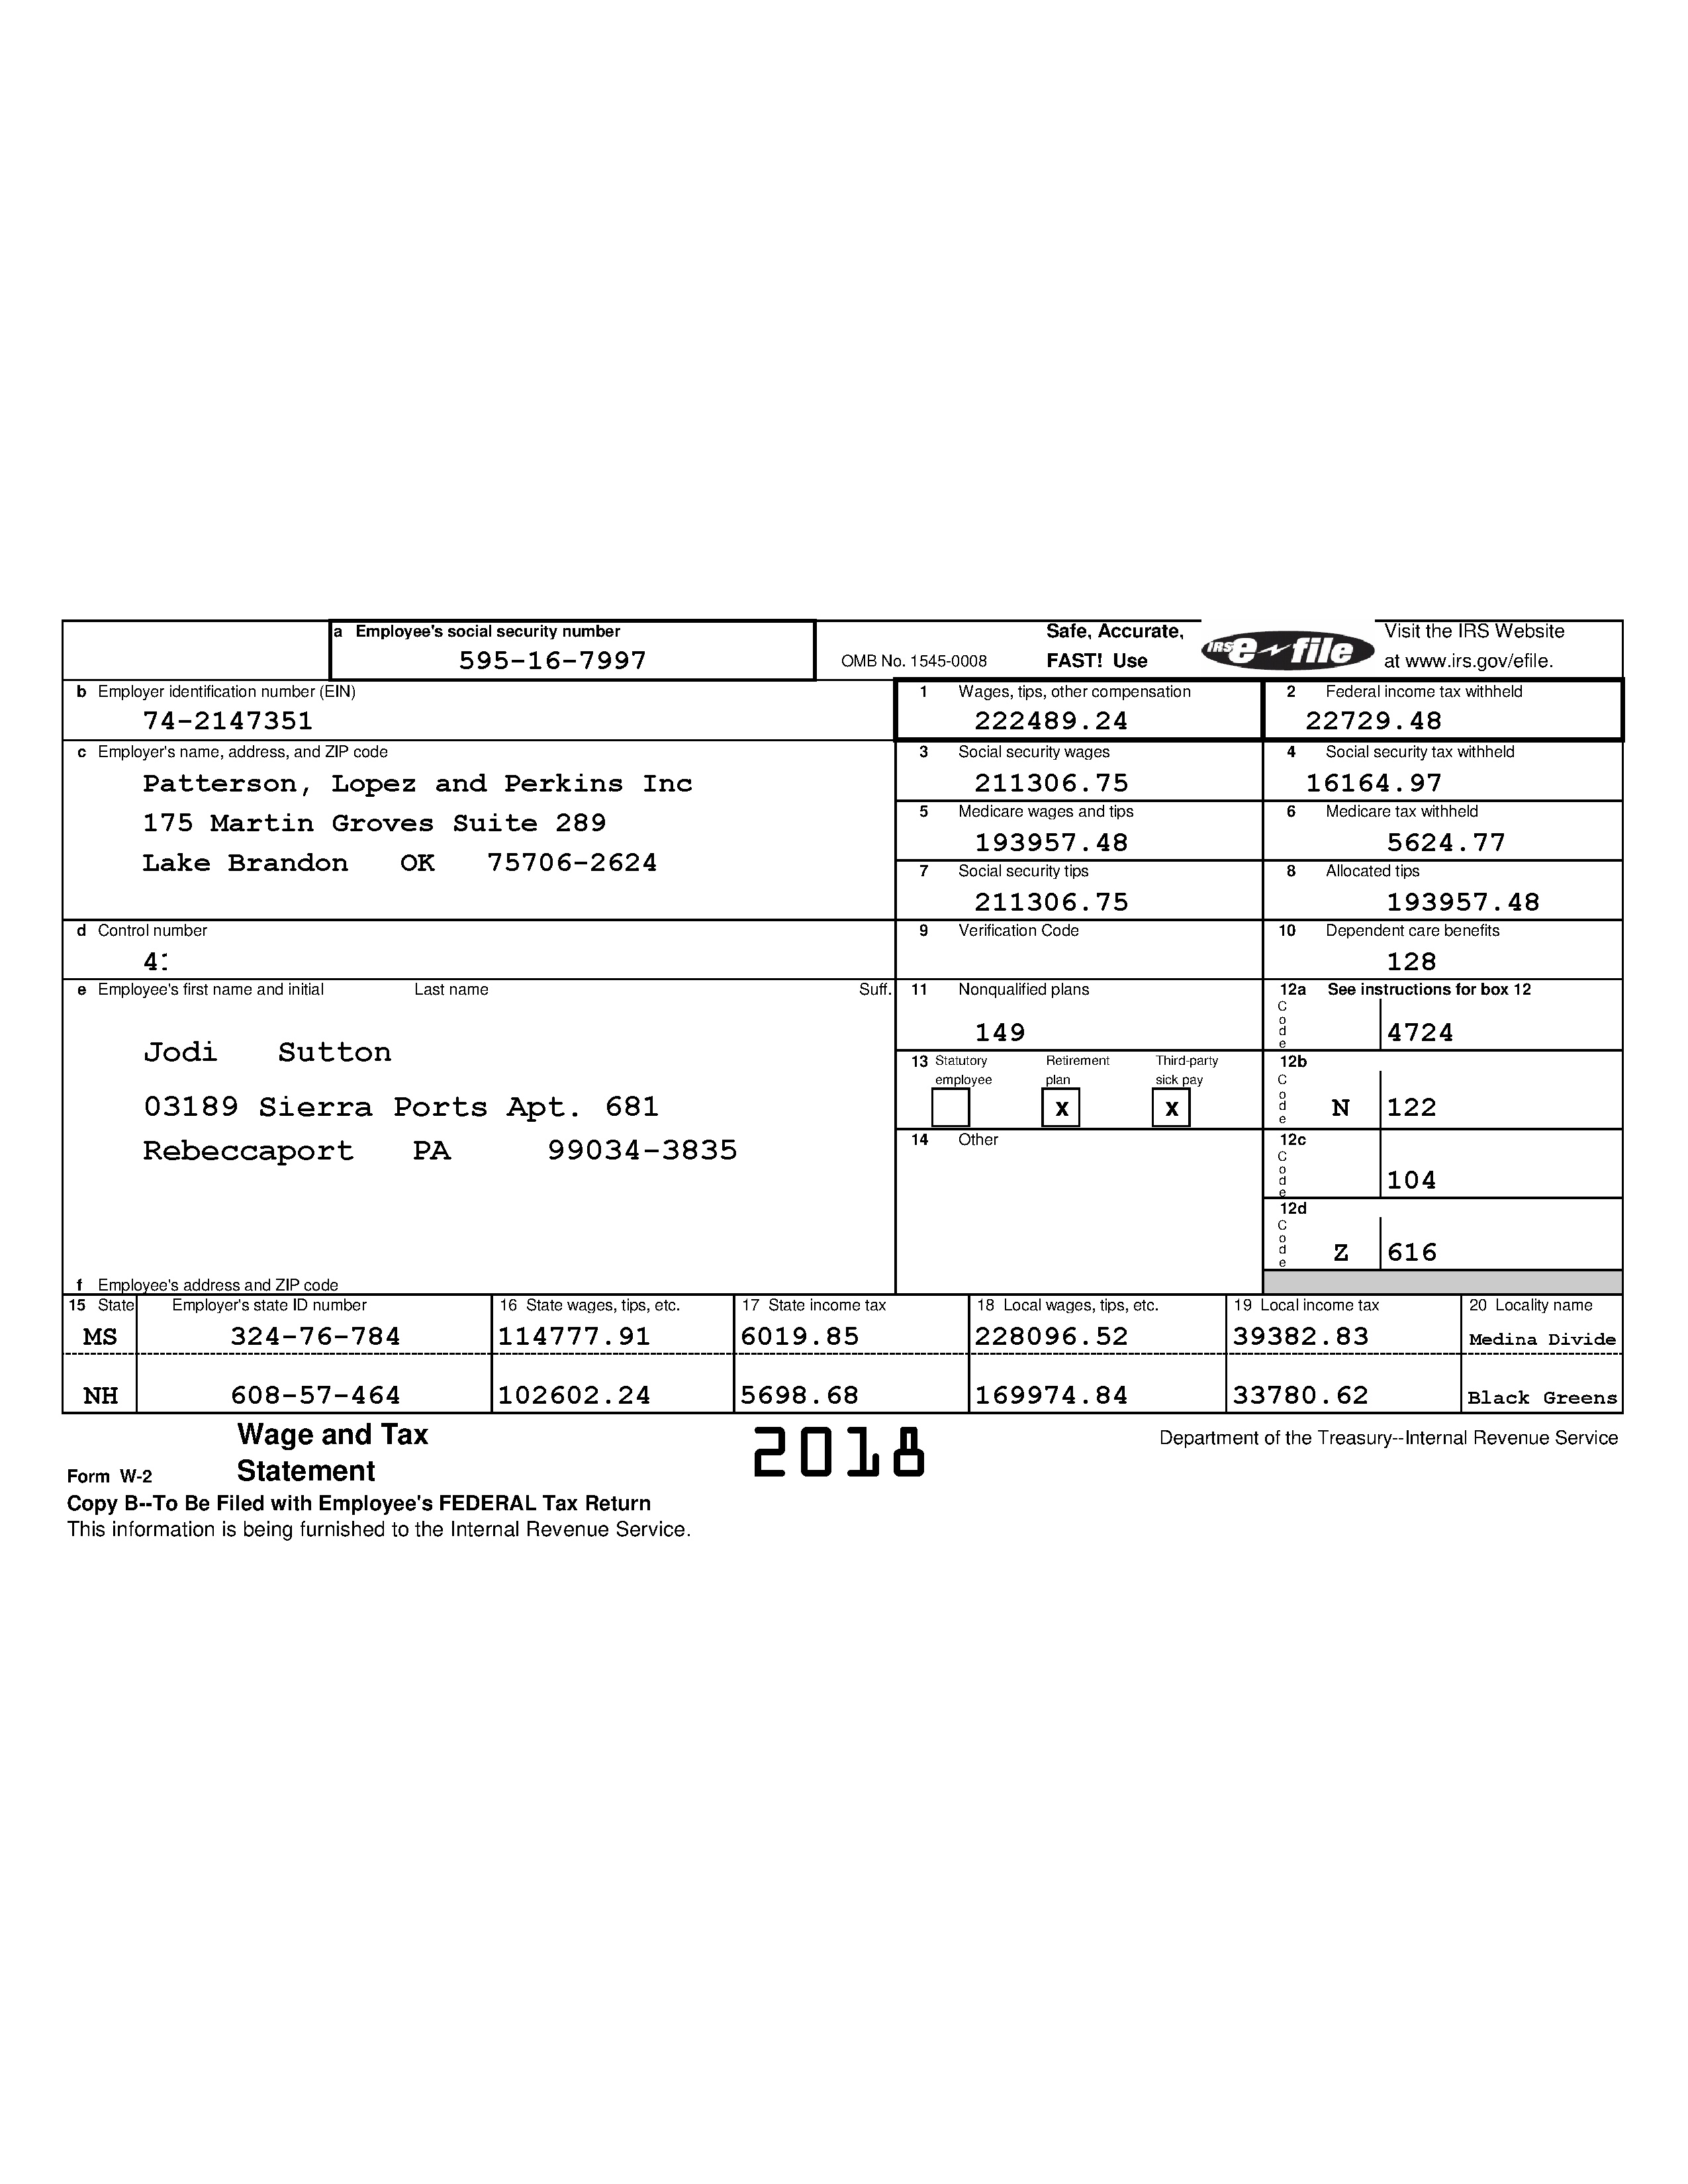 a Employee's social security number
595-16-7997
OMB No. 1545-0008
Safe, Accurate,
FAST! Use
IRS e-file
Visit the IRS Website
at www.irs.gov/efile.
b Employer identification number (EIN)
74-2147351
1 Wages, tips, other compensation
222489.24
2 Federal income tax withheld
22729.48
c Employer's name, address, and ZIP code
Patterson, Lopez and Perkins Inc
175 Martin Groves Suite 289
Lake Brandon OK 75706-2624
3 Social security wages
211306.75
4 Social security tax withheld
16164.97
5 Medicare wages and tips
193957.48
6 Medicare tax withheld
5624.77
7 Social security tips
211306.75
8 Allocated tips
193957.48
d Control number
9 Verification Code
10 Dependent care benefits
128
e Employee's first name and initial Last name Suff.
Jodi Sutton
03189 Sierra Ports Apt. 681
Rebeccaport PA 99034-3835
f Employee's address and ZIP code
11 Nonqualified plans
149
12a See instructions for box 12
Code 4724
13 Statutory employee Retirement plan Third-party sick pay
X X
12b
Code N 122
14 Other
12c
Code 104
12d
Code Z 616
15 State Employer's state ID number 16 State wages, tips, etc. 17 State income tax 18 Local wages, tips, etc. 19 Local income tax 20 Locality name
MS 324-76-784 114777.91 6019.85 228096.52 39382.83 Medina Divide
NH 608-57-464 102602.24 5698.68 169974.84 33780.62 Black Greens
Form W-2 Wage and Tax Statement
2018
Department of the Treasury--Internal Revenue Service
Copy B--To Be Filed with Employee's FEDERAL Tax Return
This information is being furnished to the Internal Revenue Service.